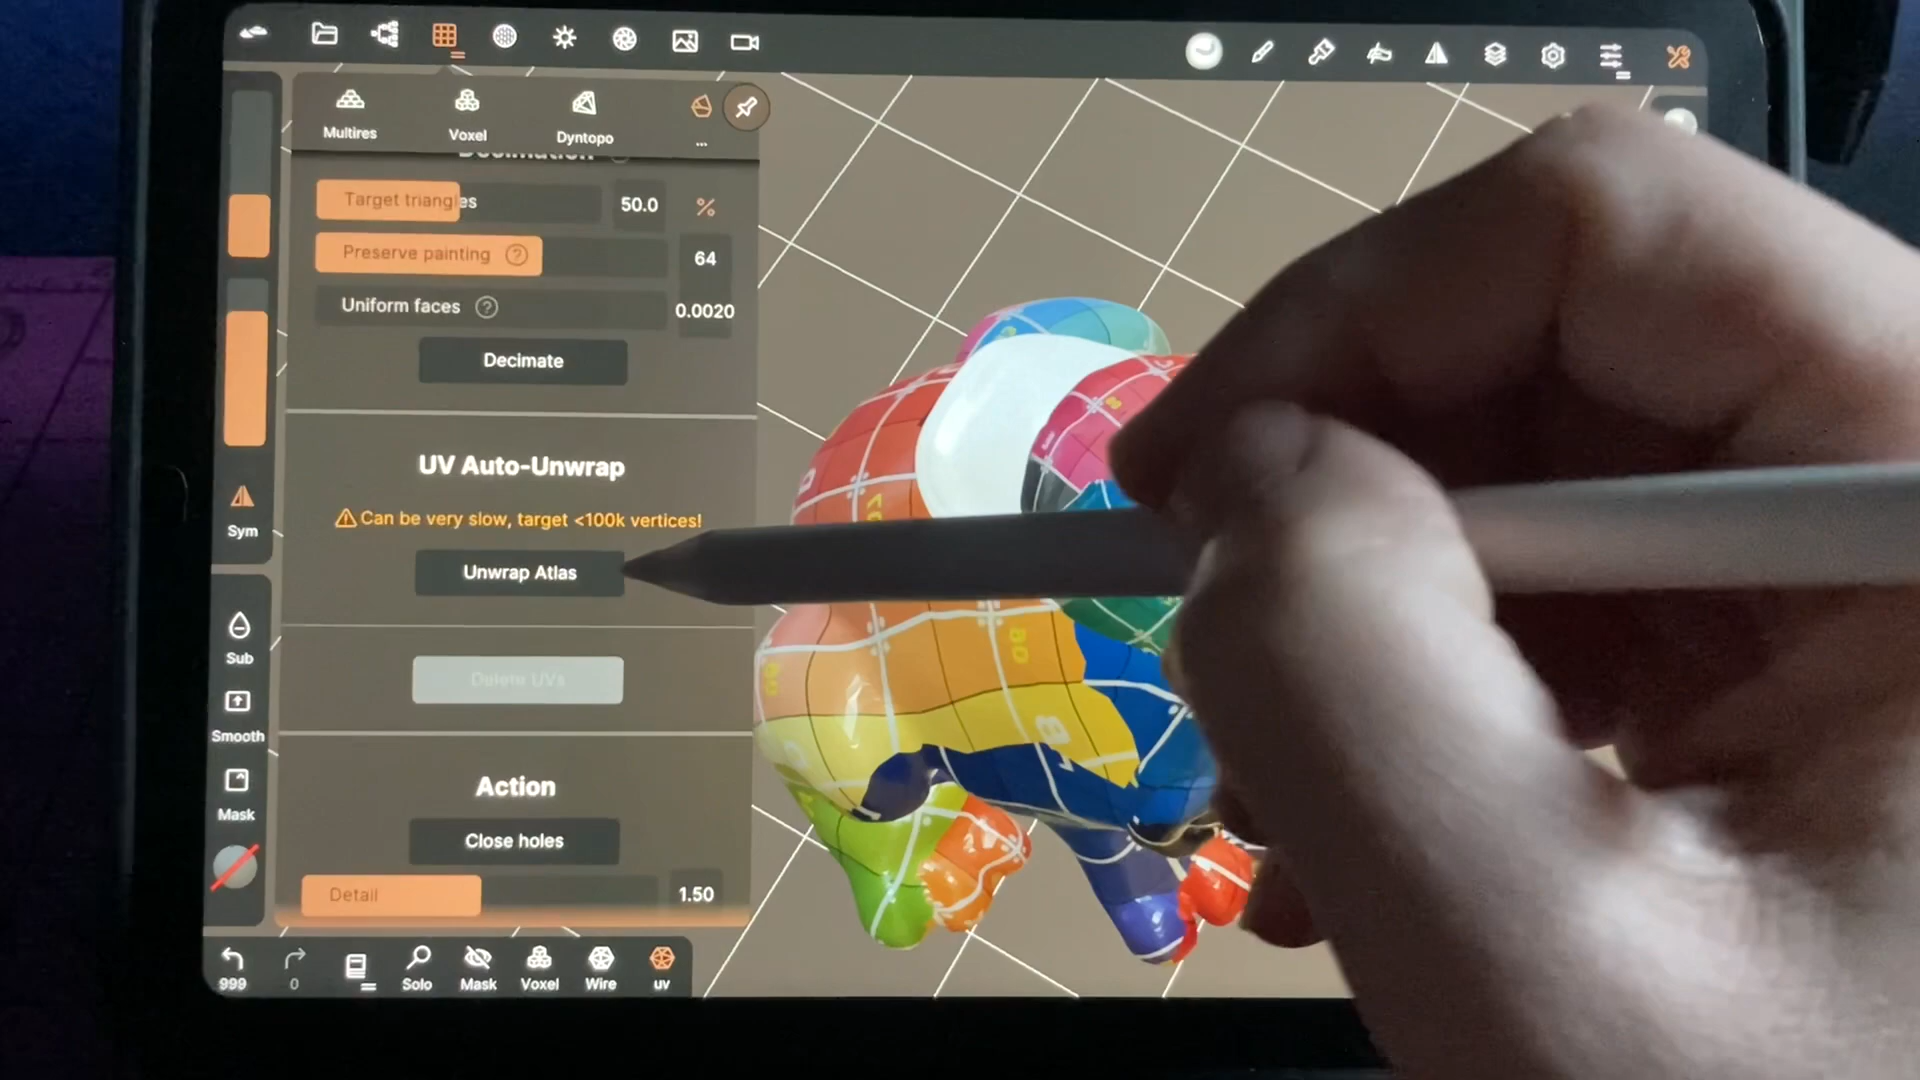 Multires
Voxel
Dyntopo
...
Decimation
Target triangles
50.0
%
Preserve painting ?
64
Uniform faces ?
0.0020
Decimate
UV Auto-Unwrap
Can be very slow, target <100k vertices!
Unwrap Atlas
Delete UVs
Action
Close holes
Detail
1.50
Sym
Sub
Smooth
Mask
999
0
Solo
Mask
Voxel
Wire
uv